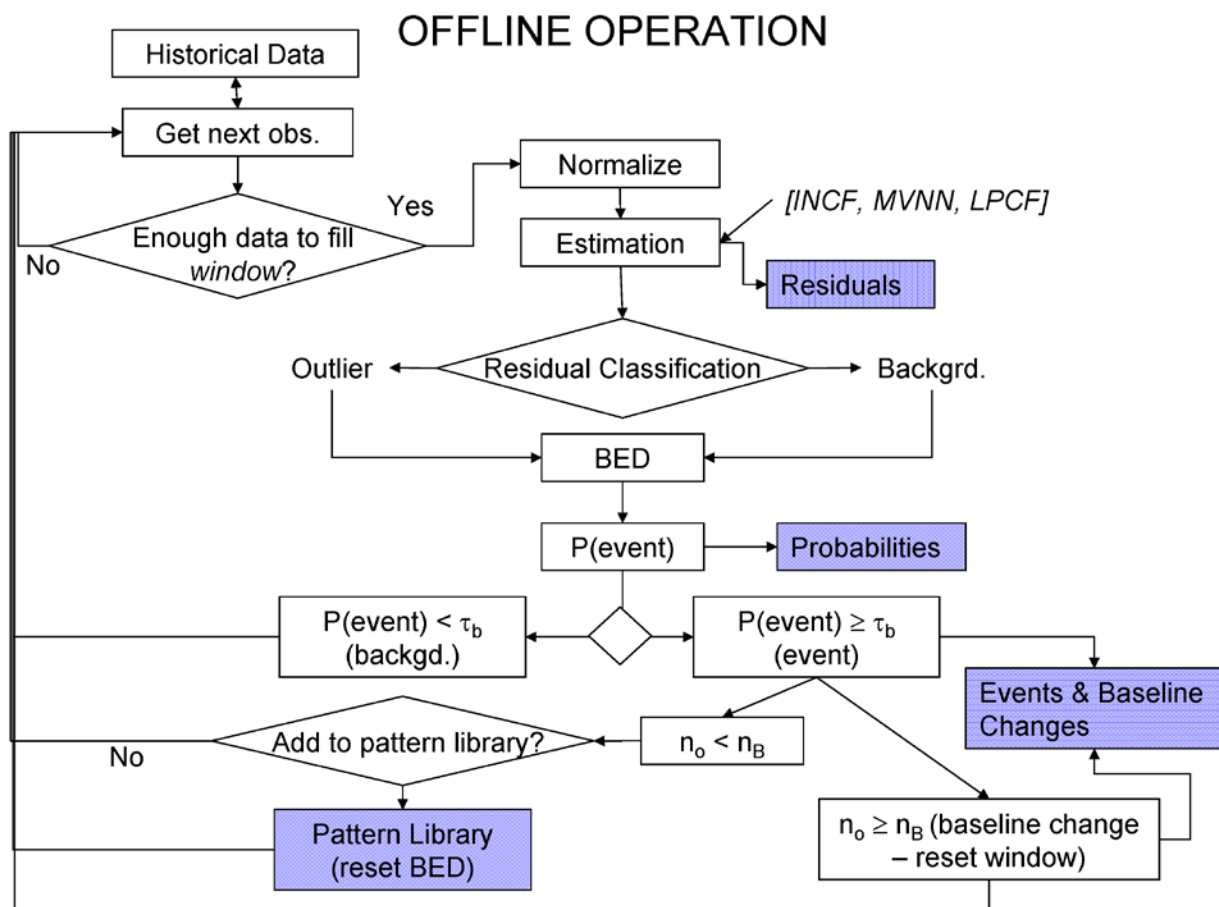 OFFLINE OPERATION
Historical Data
Get next obs.
Enough data to fill
window?
Yes
No
Normalize
Estimation
[INCF, MVNN, LPCF]
Residuals
Outlier
Residual Classification
Backgrd.
BED
P(event)
Probabilities
P(event) < τb
(backgd.)
P(event) ≥ τb
(event)
Events & Baseline
Changes
No
Add to pattern library?
no < nB
Pattern Library
(reset BED)
no ≥ nB (baseline change
– reset window)